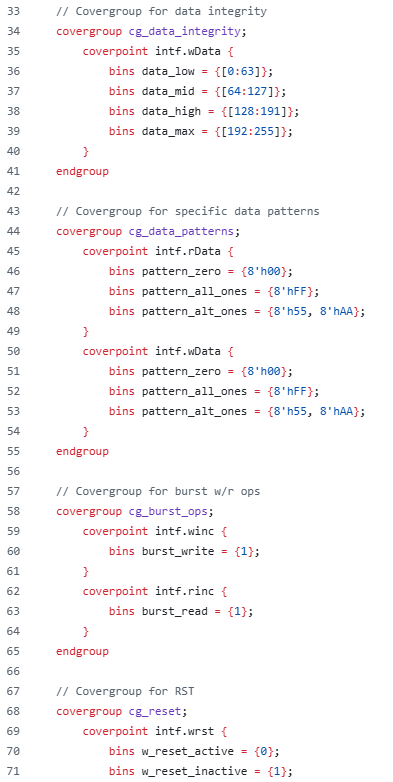 33    // Covergroup for data integrity
34    covergroup cg_data_integrity;
35        coverpoint intf.wData {
36            bins data_low = {[0:63]};
37            bins data_mid = {[64:127]};
38            bins data_high = {[128:191]};
39            bins data_max = {[192:255]};
40        }
41    endgroup
42
43    // Covergroup for specific data patterns
44    covergroup cg_data_patterns;
45        coverpoint intf.rData {
46            bins pattern_zero = {8'h00};
47            bins pattern_all_ones = {8'hFF};
48            bins pattern_alt_ones = {8'h55, 8'hAA};
49        }
50        coverpoint intf.wData {
51            bins pattern_zero = {8'h00};
52            bins pattern_all_ones = {8'hFF};
53            bins pattern_alt_ones = {8'h55, 8'hAA};
54        }
55    endgroup
56
57    // Covergroup for burst w/r ops
58    covergroup cg_burst_ops;
59        coverpoint intf.winc {
60            bins burst_write = {1};
61        }
62        coverpoint intf.rinc {
63            bins burst_read = {1};
64        }
65    endgroup
66
67    // Covergroup for RST
68    covergroup cg_reset;
69        coverpoint intf.wrst {
70            bins w_reset_active = {0};
71            bins w_reset_inactive = {1};